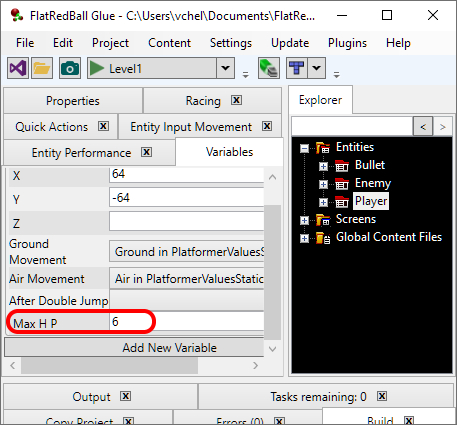 FlatRedBall Glue - C:\Users\vchel\Documents\FlatRe...
File Edit Project Content Settings Update Plugins Help
Level1
Properties Racing
Quick Actions Entity Input Movement
Entity Performance Variables
X 64
Y -64
Z
Ground Movement Ground in PlatformerValuesStatic
Air Movement Air in PlatformerValuesStatic
After Double Jump
Max H P 6
Add New Variable
Explorer
< >
Entities
Bullet
Enemy
Player
Screens
Global Content Files
Output Tasks remaining: 0
Copy Project Errors (0) Build